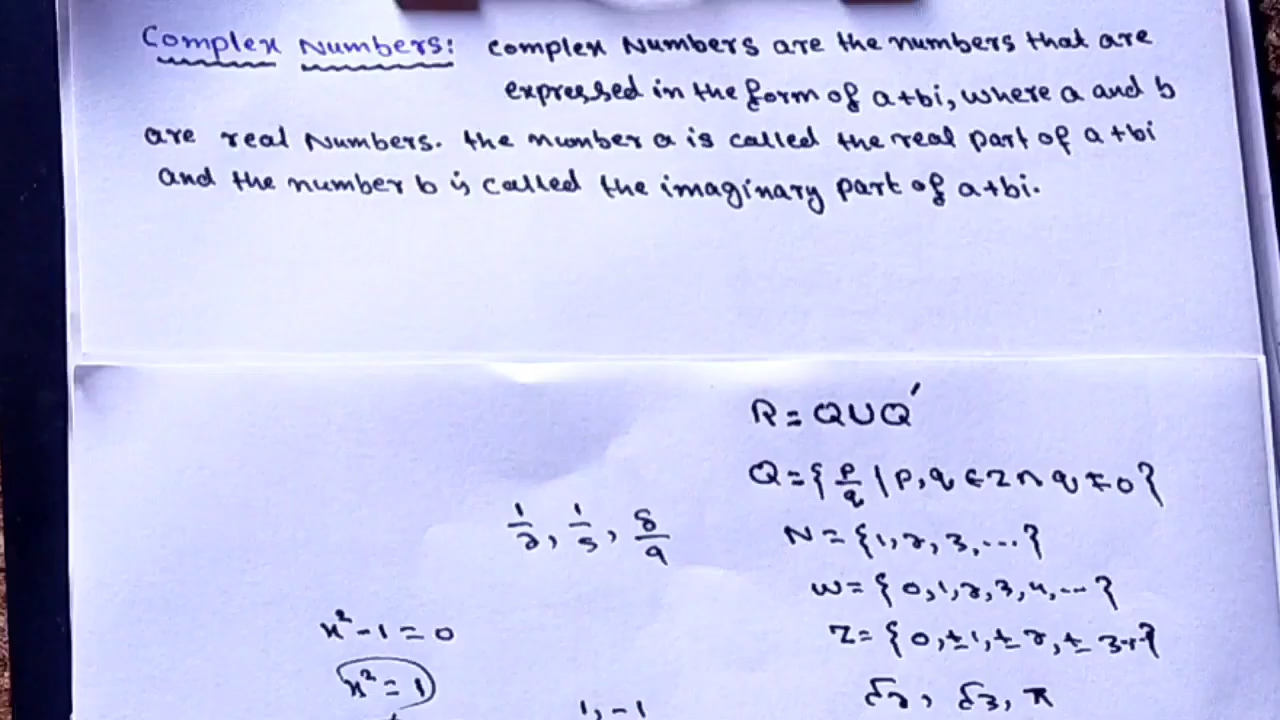 Complex Numbers: Complex Numbers are the numbers that are
expressed in the form of a+bi, where a and b
are real Numbers. the number a is called the real part of a+bi
and the number b is called the imaginary part of a+bi.
R = Q∪Q'
Q = {p/q | p, q ∈ Z ∧ q ≠ 0}
1/2, 1/5, 8/9
N = {1, 2, 3, ...}
W = {0, 1, 2, 3, 4, ...}
x² - 1 = 0
Z = {0, ±1, ±2, ±3, ...}
x² = 1
√2, √3, π
1, -1